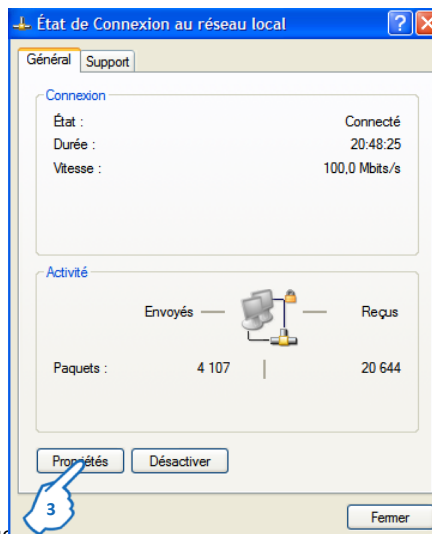 État de Connexion au réseau local
Général Support
Connexion
État : Connecté
Durée : 20:48:25
Vitesse : 100,0 Mbits/s
Activité
Envoyés Reçus
Paquets : 4 107 20 644
Propriétés Désactiver
3
Fermer